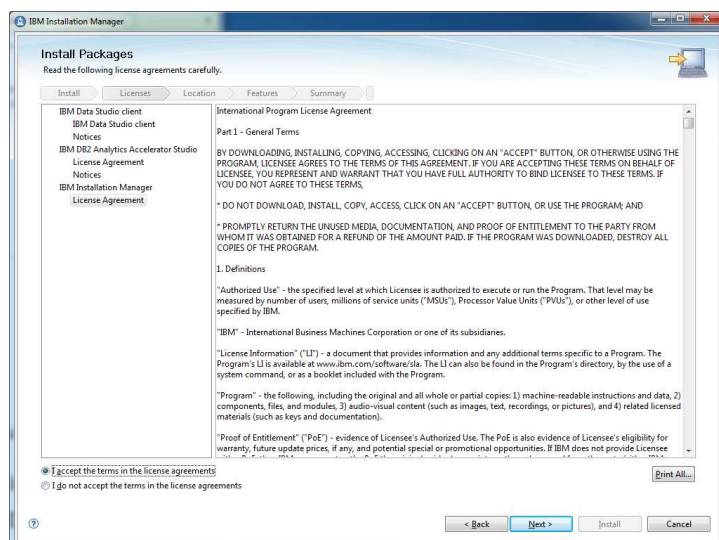 IBM Installation Manager
Install Packages
Read the following license agreements carefully.
Install
Licenses
Location
Features
Summary
IBM Data Studio client
IBM Data Studio client
Notices
IBM DB2 Analytics Accelerator Studio
License Agreement
Notices
IBM Installation Manager
License Agreement
International Program License Agreement
Part 1 - General Terms
BY DOWNLOADING, INSTALLING, COPYING, ACCESSING, CLICKING ON AN "ACCEPT" BUTTON, OR OTHERWISE USING THE
PROGRAM, LICENSEE AGREES TO THE TERMS OF THIS AGREEMENT. IF YOU ARE ACCEPTING THESE TERMS ON BEHALF OF
LICENSEE, YOU REPRESENT AND WARRANT THAT YOU HAVE FULL AUTHORITY TO BIND LICENSEE TO THESE TERMS. IF
YOU DO NOT AGREE TO THESE TERMS,
* DO NOT DOWNLOAD, INSTALL, COPY, ACCESS, CLICK ON AN "ACCEPT" BUTTON, OR USE THE PROGRAM; AND
* PROMPTLY RETURN THE UNUSED MEDIA, DOCUMENTATION, AND PROOF OF ENTITLEMENT TO THE PARTY FROM
WHOM IT WAS OBTAINED FOR A REFUND OF THE AMOUNT PAID. IF THE PROGRAM WAS DOWNLOADED, DESTROY ALL
COPIES OF THE PROGRAM.
1. Definitions
"Authorized Use" - the specified level at which Licensee is authorized to execute or run the Program. That level may be
measured by number of users, millions of service units ("MSUs"), Processor Value Units ("PVUs"), or other level of use
specified by IBM.
"IBM" - International Business Machines Corporation or one of its subsidiaries.
"License Information" ("LI") - a document that provides information and any additional terms specific to a Program. The
Program's LI is available at www.ibm.com/software/sla. The LI can also be found in the Program's directory, by the use of a
system command, or as a booklet included with the Program.
"Program" - the following, including the original and all whole or partial copies: 1) machine-readable instructions and data, 2)
components, files, and modules, 3) audio-visual content (such as images, text, recordings, or pictures), and 4) related licensed
materials (such as keys and documentation).
"Proof of Entitlement" ("PoE") - evidence of Licensee's Authorized Use. The PoE is also evidence of Licensee's eligibility for
warranty, future update prices, if any, and potential special or promotional opportunities. If IBM does not provide Licensee
I accept the terms in the license agreements
I do not accept the terms in the license agreements
Print All...
?
< Back
Next >
Install
Cancel